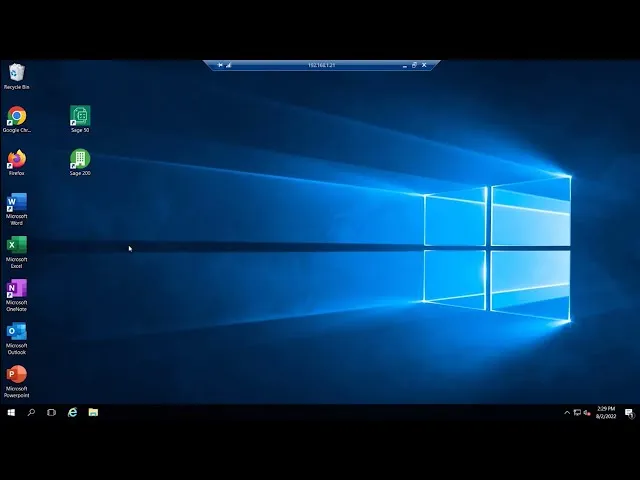 192.168.1.21
Recycle Bin
Google Chr...
Sage 50
Firefox
Sage 200
Microsoft
Word
Microsoft
Excel
Microsoft
OneNote
Microsoft
Outlook
Microsoft
Powerpoint
2:29 PM
8/2/2022